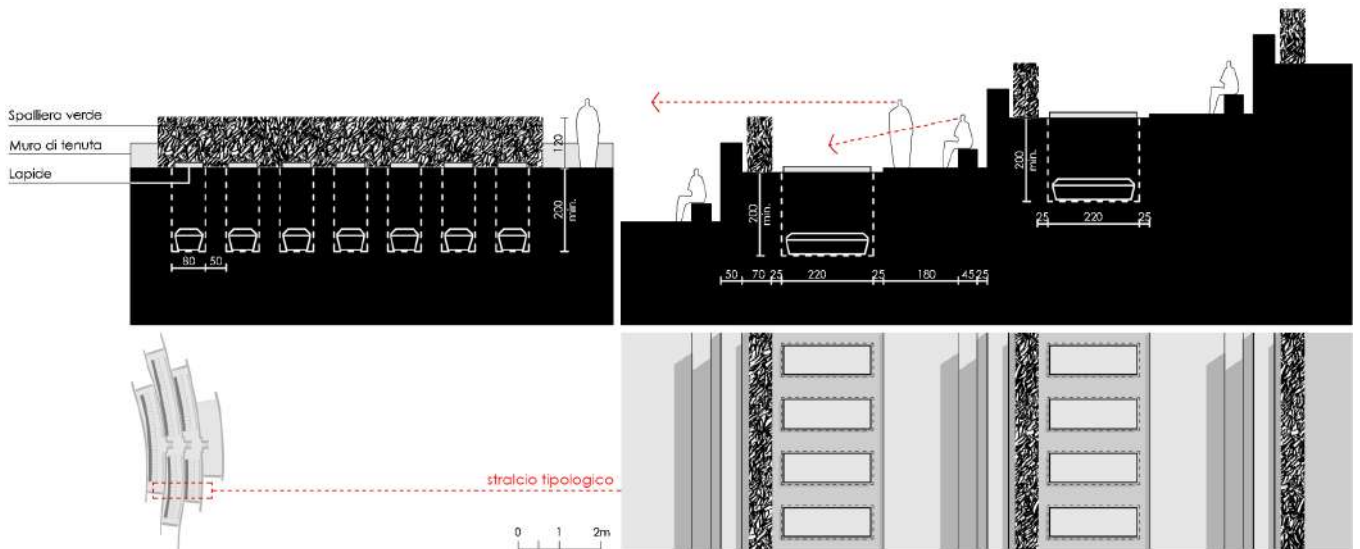 Spalliera verde
Muro di tenuta
Lapide
120
200
min.
80 50
200
min.
50 70 25 220 25 180 45 25
200
min.
25 220 25
stralcio tipologico
0 1 2m